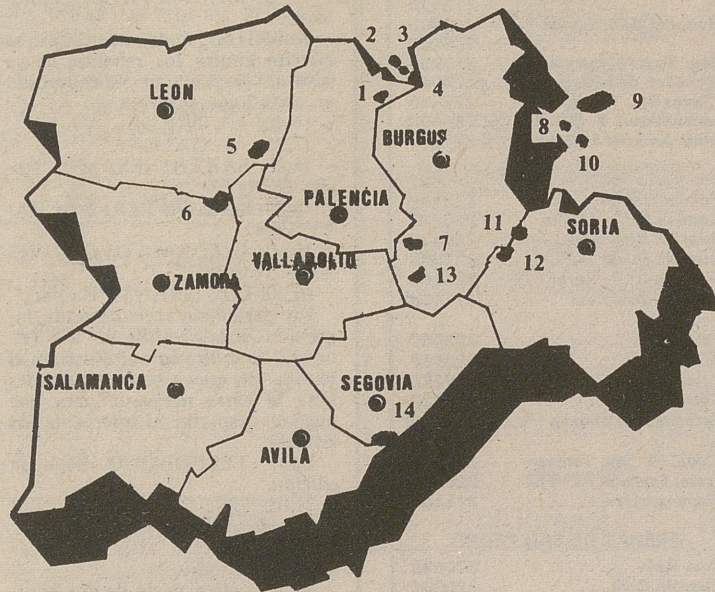 2 3
LEON
1 4 9
8
BURGUS
5 10
6
PALENCIA
11 SORIA
7
VALLADOLID
12
ZAMORA 13
SALAMANCA
SEGOVIA
14
AVILA